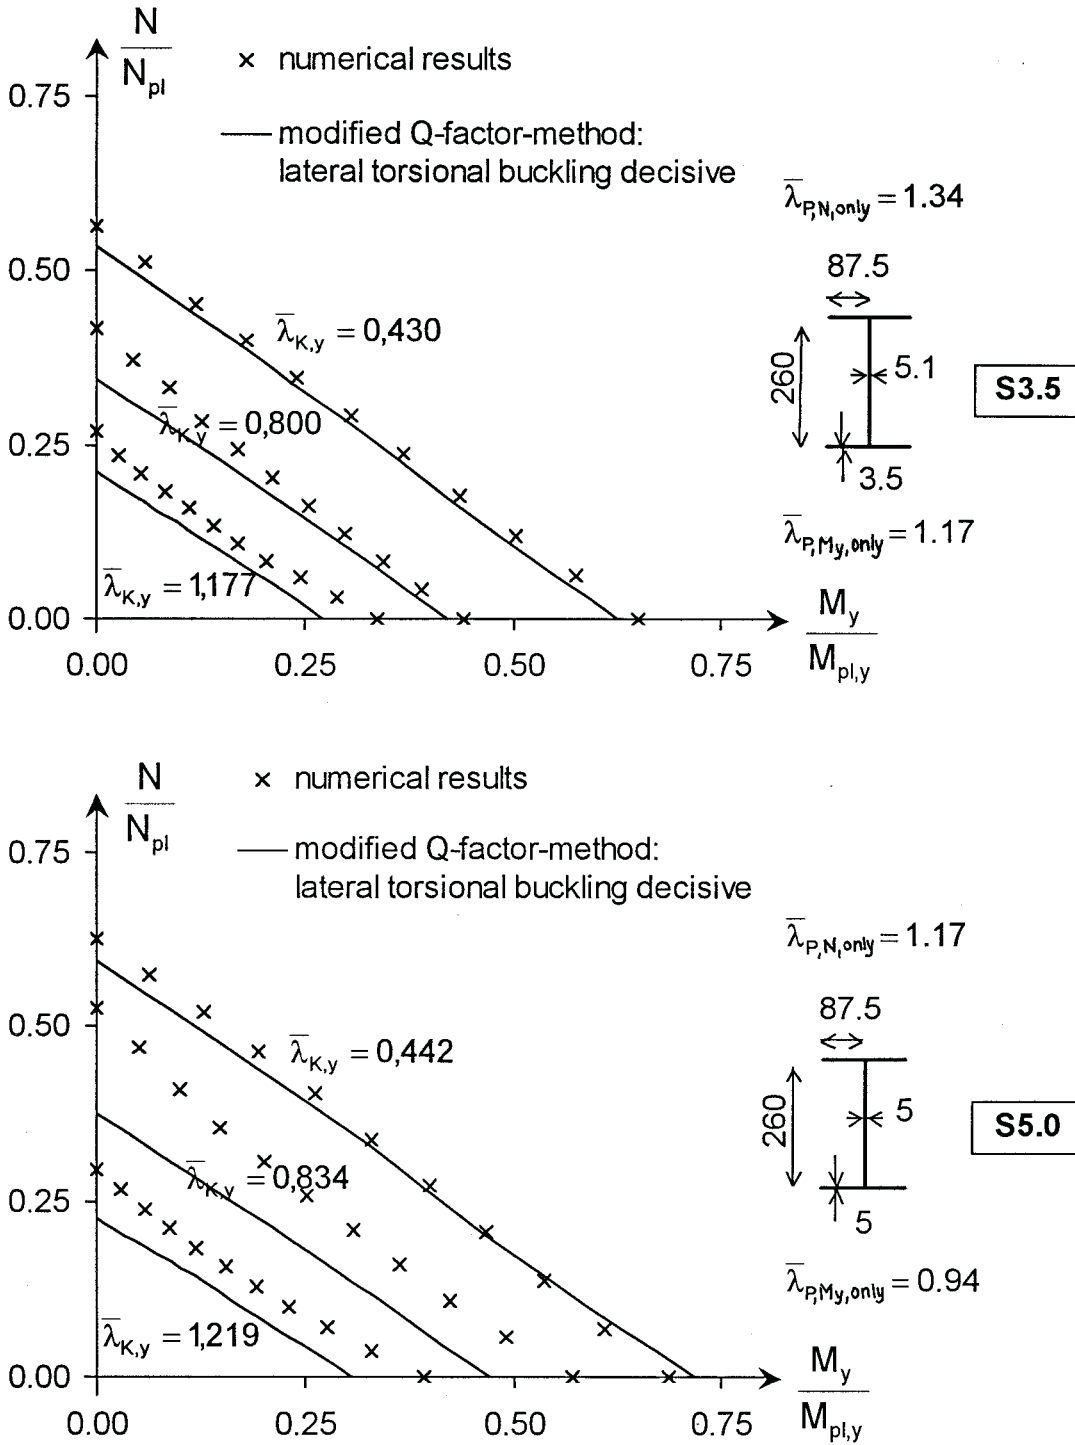 N
N_pl
× numerical results
0.75
modified Q-factor-method:
lateral torsional buckling decisive
λ̅_P,N,only = 1.34
0.50
87.5
λ̅_K,y = 0,430
260
5.1
S3.5
λ̅_K,y = 0,800
0.25
3.5
λ̅_P,My,only = 1.17
λ̅_K,y = 1,177
0.00
M_y
M_pl,y
0.00 0.25 0.50 0.75
N
N_pl
× numerical results
0.75
modified Q-factor-method:
lateral torsional buckling decisive
λ̅_P,N,only = 1.17
0.50
87.5
λ̅_K,y = 0,442
260
5
S5.0
λ̅_K,y = 0,834
0.25
5
λ̅_P,My,only = 0.94
λ̅_K,y = 1,219
0.00
M_y
M_pl,y
0.00 0.25 0.50 0.75